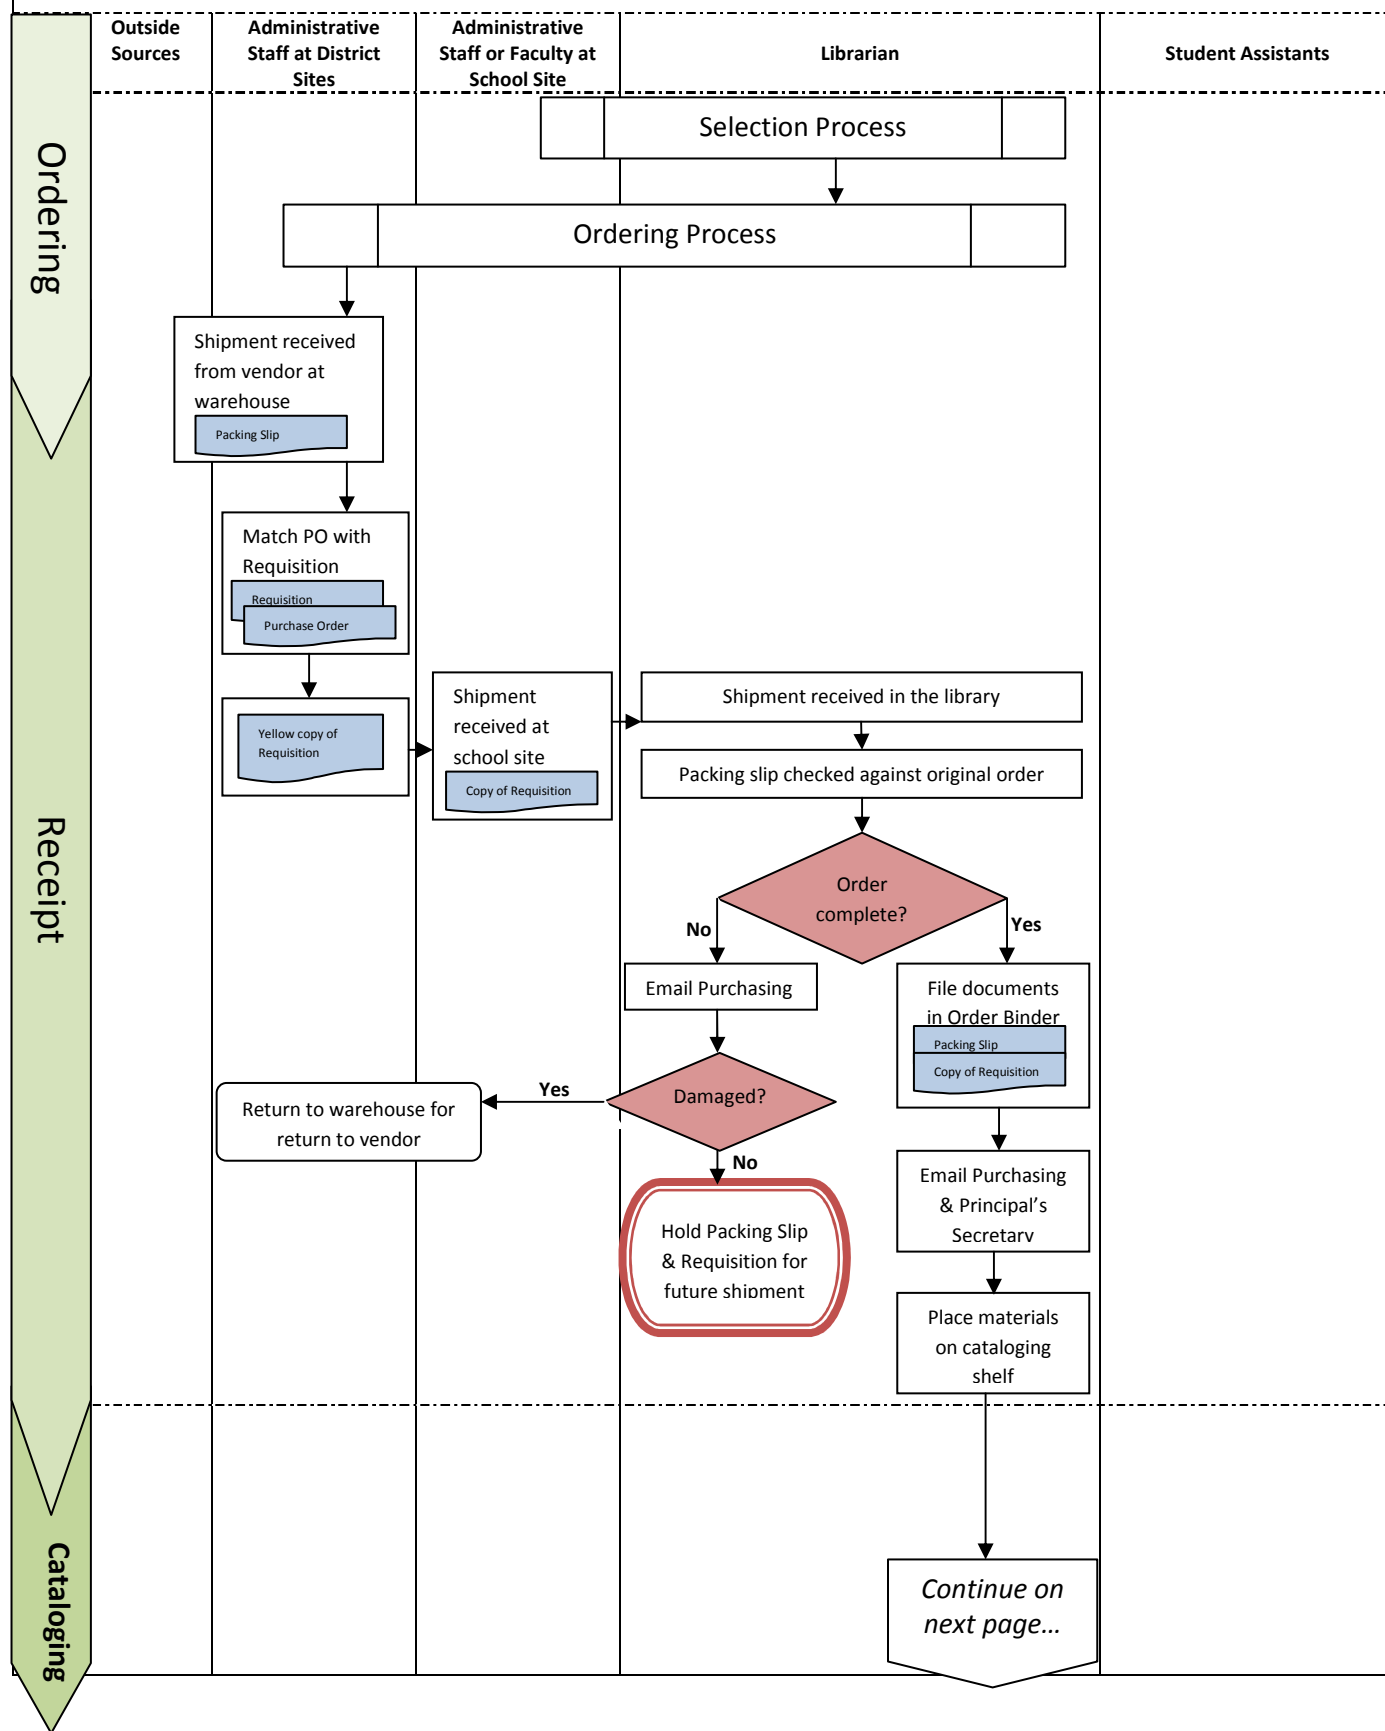 Outside
Sources
Administrative
Staff at District
Sites
Administrative
Staff or Faculty at
School Site
Librarian
Student Assistants
Ordering
Selection Process
Ordering Process
Shipment received
from vendor at
warehouse
Packing Slip
Receipt
Match PO with
Requisition
Requisition
Purchase Order
Yellow copy of
Requisition
Shipment
received at
school site
Copy of Requisition
Shipment received in the library
Packing slip checked against original order
Order
complete?
No
Yes
Email Purchasing
File documents
in Order Binder
Packing Slip
Copy of Requisition
Damaged?
Yes
Return to warehouse for
return to vendor
No
Hold Packing Slip
& Requisition for
future shipment
Email Purchasing
& Principal's
Secretary
Place materials
on cataloging
shelf
Cataloging
Continue on
next page...